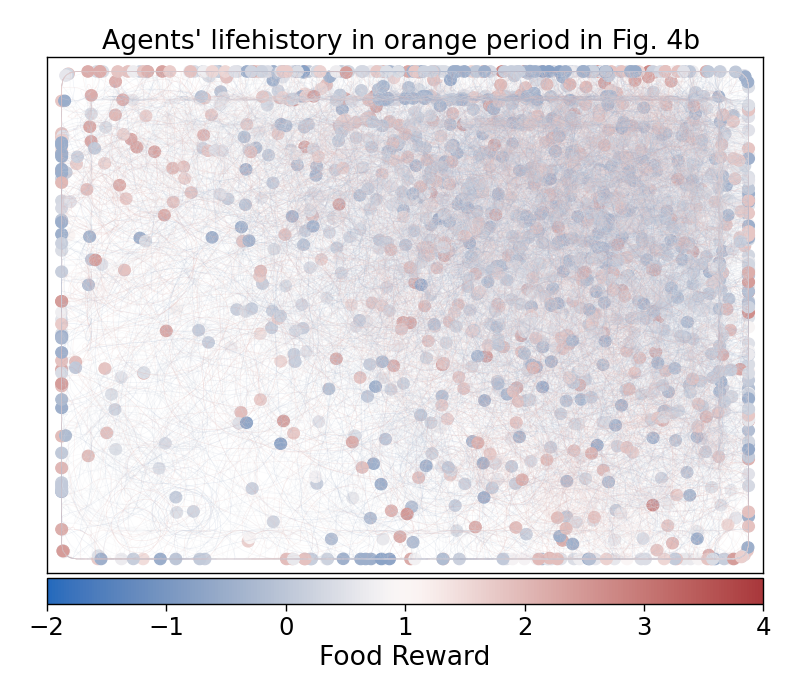 Agents' lifehistory in orange period in Fig. 4b
−2 −1 0 1 2 3 4
Food Reward